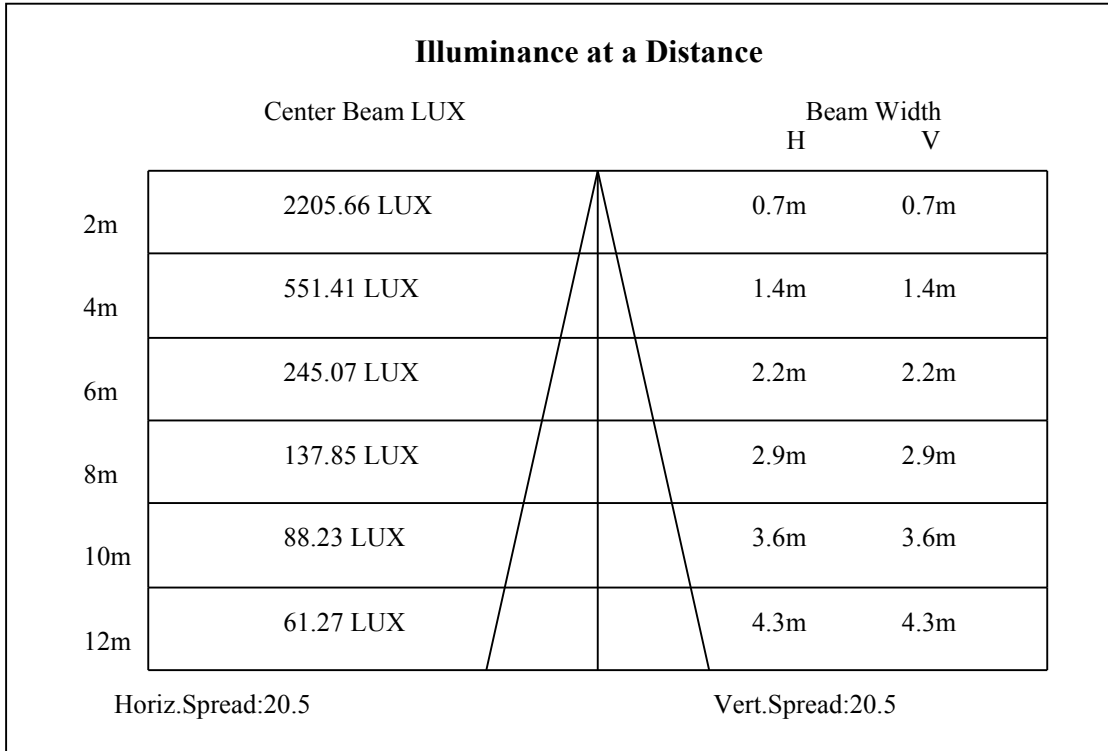 Illuminance at a Distance
Center Beam LUX Beam Width
H V
2m 2205.66 LUX 0.7m 0.7m
4m 551.41 LUX 1.4m 1.4m
6m 245.07 LUX 2.2m 2.2m
8m 137.85 LUX 2.9m 2.9m
10m 88.23 LUX 3.6m 3.6m
12m 61.27 LUX 4.3m 4.3m
Horiz.Spread:20.5 Vert.Spread:20.5